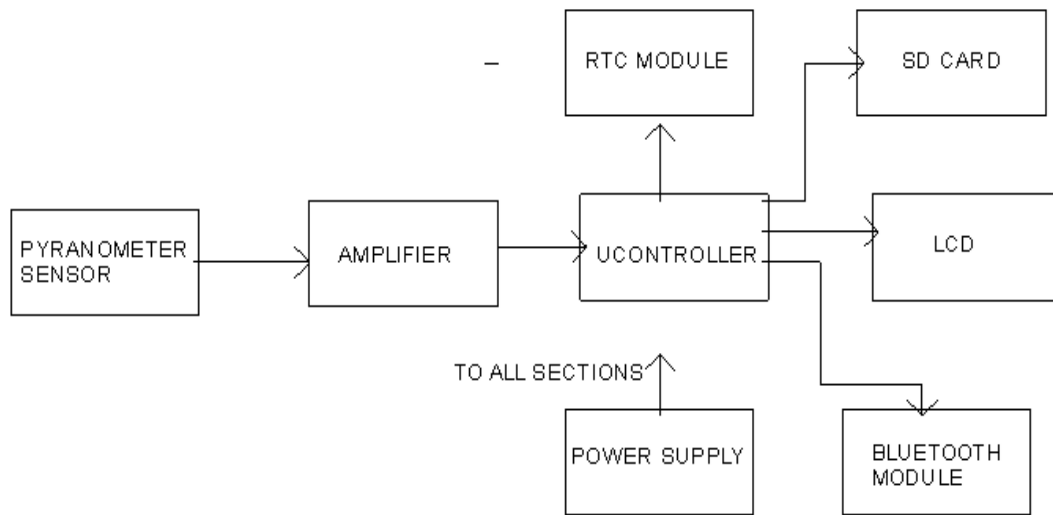 RTC MODULE
SD CARD
PYRANOMETER
SENSOR
AMPLIFIER
UCONTROLLER
LCD
TO ALL SECTIONS
POWER SUPPLY
BLUETOOTH
MODULE